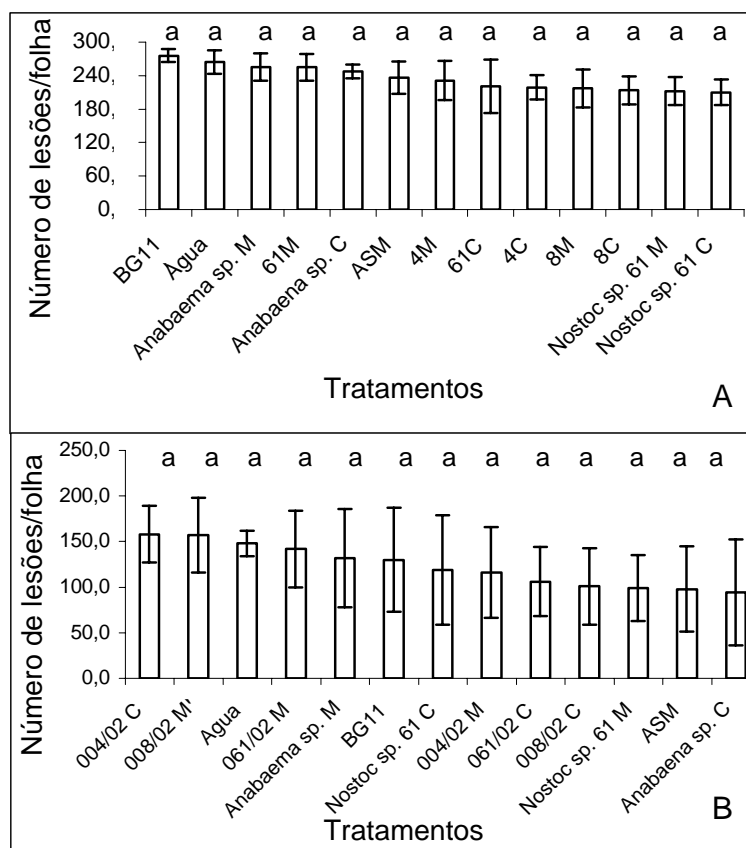 a a a a a a a a a a a a a
300,
240,
180,
120,
60,
0,
Número de lesões/folha
BG11
Água
Anabaema sp. M
61M
Anabaena sp. C
ASM
4M
61C
4C
8M
8C
Nostoc sp. 61 M
Nostoc sp. 61 C
Tratamentos
A
a a a a a a a a a a a a a
250,0
200,0
150,0
100,0
50,0
0,0
Número de lesões/folha
004/02 C
008/02 M'
Agua
061/02 M
Anabaema sp. M
BG11
Nostoc sp. 61 C
004/02 M
061/02 C
008/02 C
Nostoc sp. 61 M
ASM
Anabaena sp. C
Tratamentos
B